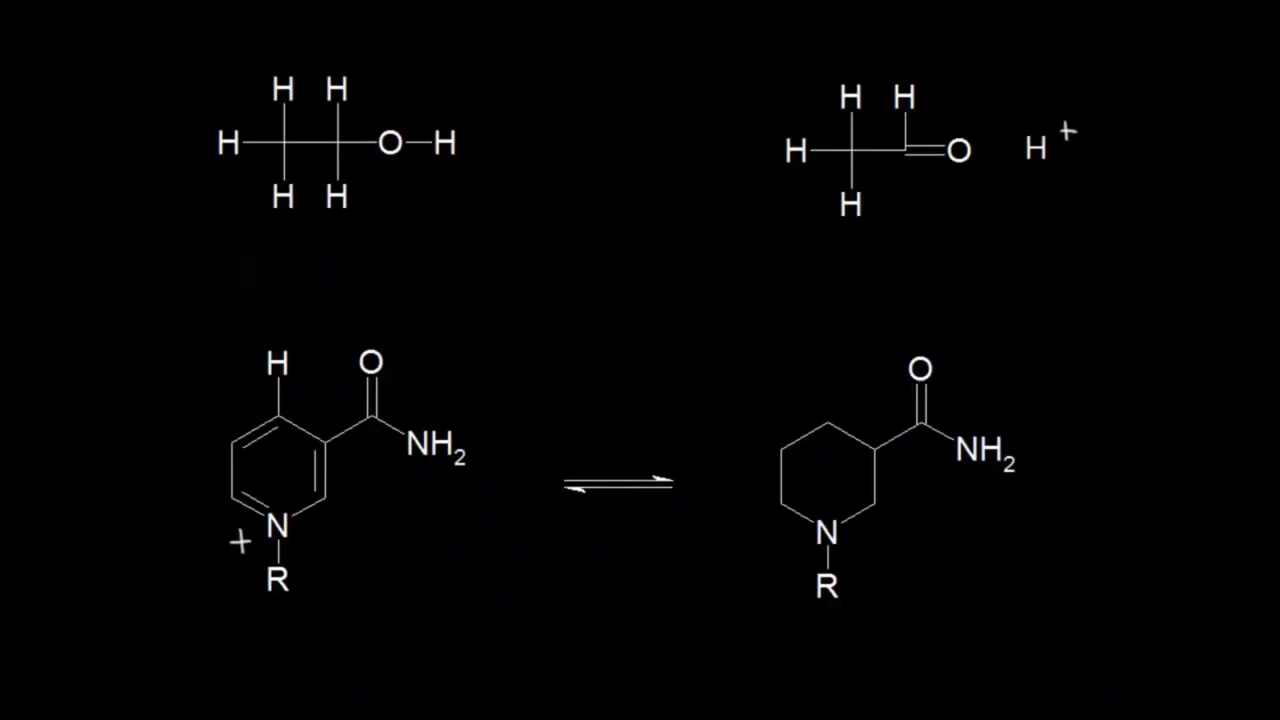 H H H H
H O H H O H +
H H H
H O O
NH2 NH2
N N
+
R R